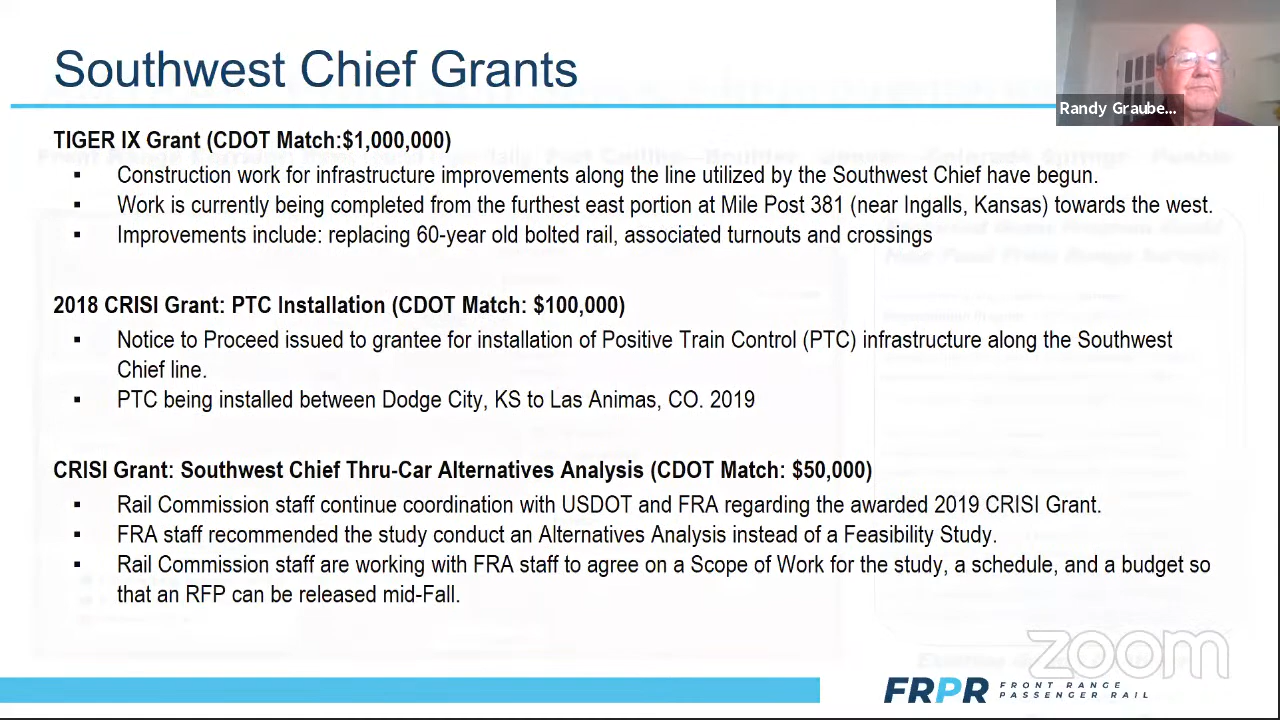 Southwest Chief Grants
Randy Graube...
TIGER IX Grant (CDOT Match:$1,000,000)
▪ Construction work for infrastructure improvements along the line utilized by the Southwest Chief have begun.
▪ Work is currently being completed from the furthest east portion at Mile Post 381 (near Ingalls, Kansas) towards the west.
▪ Improvements include: replacing 60-year old bolted rail, associated turnouts and crossings
2018 CRISI Grant: PTC Installation (CDOT Match: $100,000)
▪ Notice to Proceed issued to grantee for installation of Positive Train Control (PTC) infrastructure along the Southwest
Chief line.
▪ PTC being installed between Dodge City, KS to Las Animas, CO. 2019
CRISI Grant: Southwest Chief Thru-Car Alternatives Analysis (CDOT Match: $50,000)
▪ Rail Commission staff continue coordination with USDOT and FRA regarding the awarded 2019 CRISI Grant.
▪ FRA staff recommended the study conduct an Alternatives Analysis instead of a Feasibility Study.
▪ Rail Commission staff are working with FRA staff to agree on a Scope of Work for the study, a schedule, and a budget so
that an RFP can be released mid-Fall.
zoom
FRPR FRONT RANGE
PASSENGER RAIL